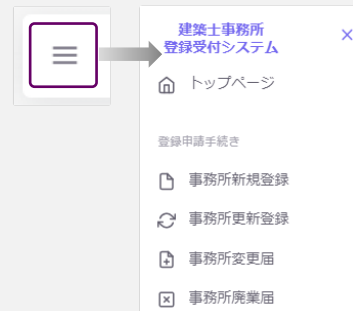 建築士事務所
登録受付システム
トップページ
登録申請手続き
事務所新規登録
事務所更新登録
事務所変更届
事務所廃業届